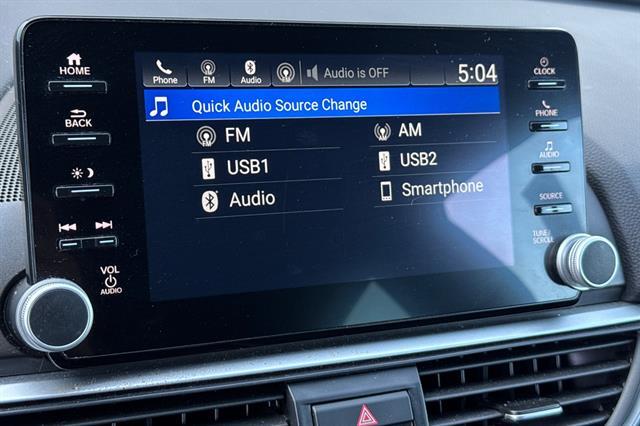 HOME
BACK
VOL
AUDIO
Phone FM Audio Audio is OFF 5:04
Quick Audio Source Change
FM AM
USB1 USB2
Audio Smartphone
CLOCK
PHONE
AUDIO
SOURCE
TUNE/
SCROLL